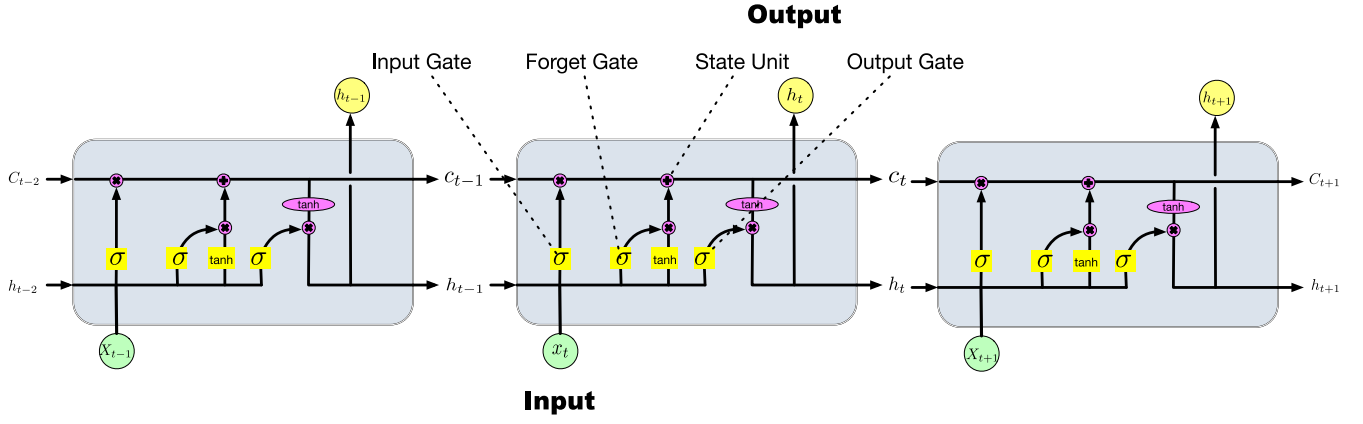 Output
Input Gate Forget Gate State Unit Output Gate
h_{t-1} h_t h_{t+1}
C_{t-2} c_{t-1} c_t C_{t+1}
tanh tanh tanh
σ σ tanh σ σ σ tanh σ σ σ tanh σ
h_{t-2} h_{t-1} h_t h_{t+1}
X_{t-1} x_t X_{t+1}
Input